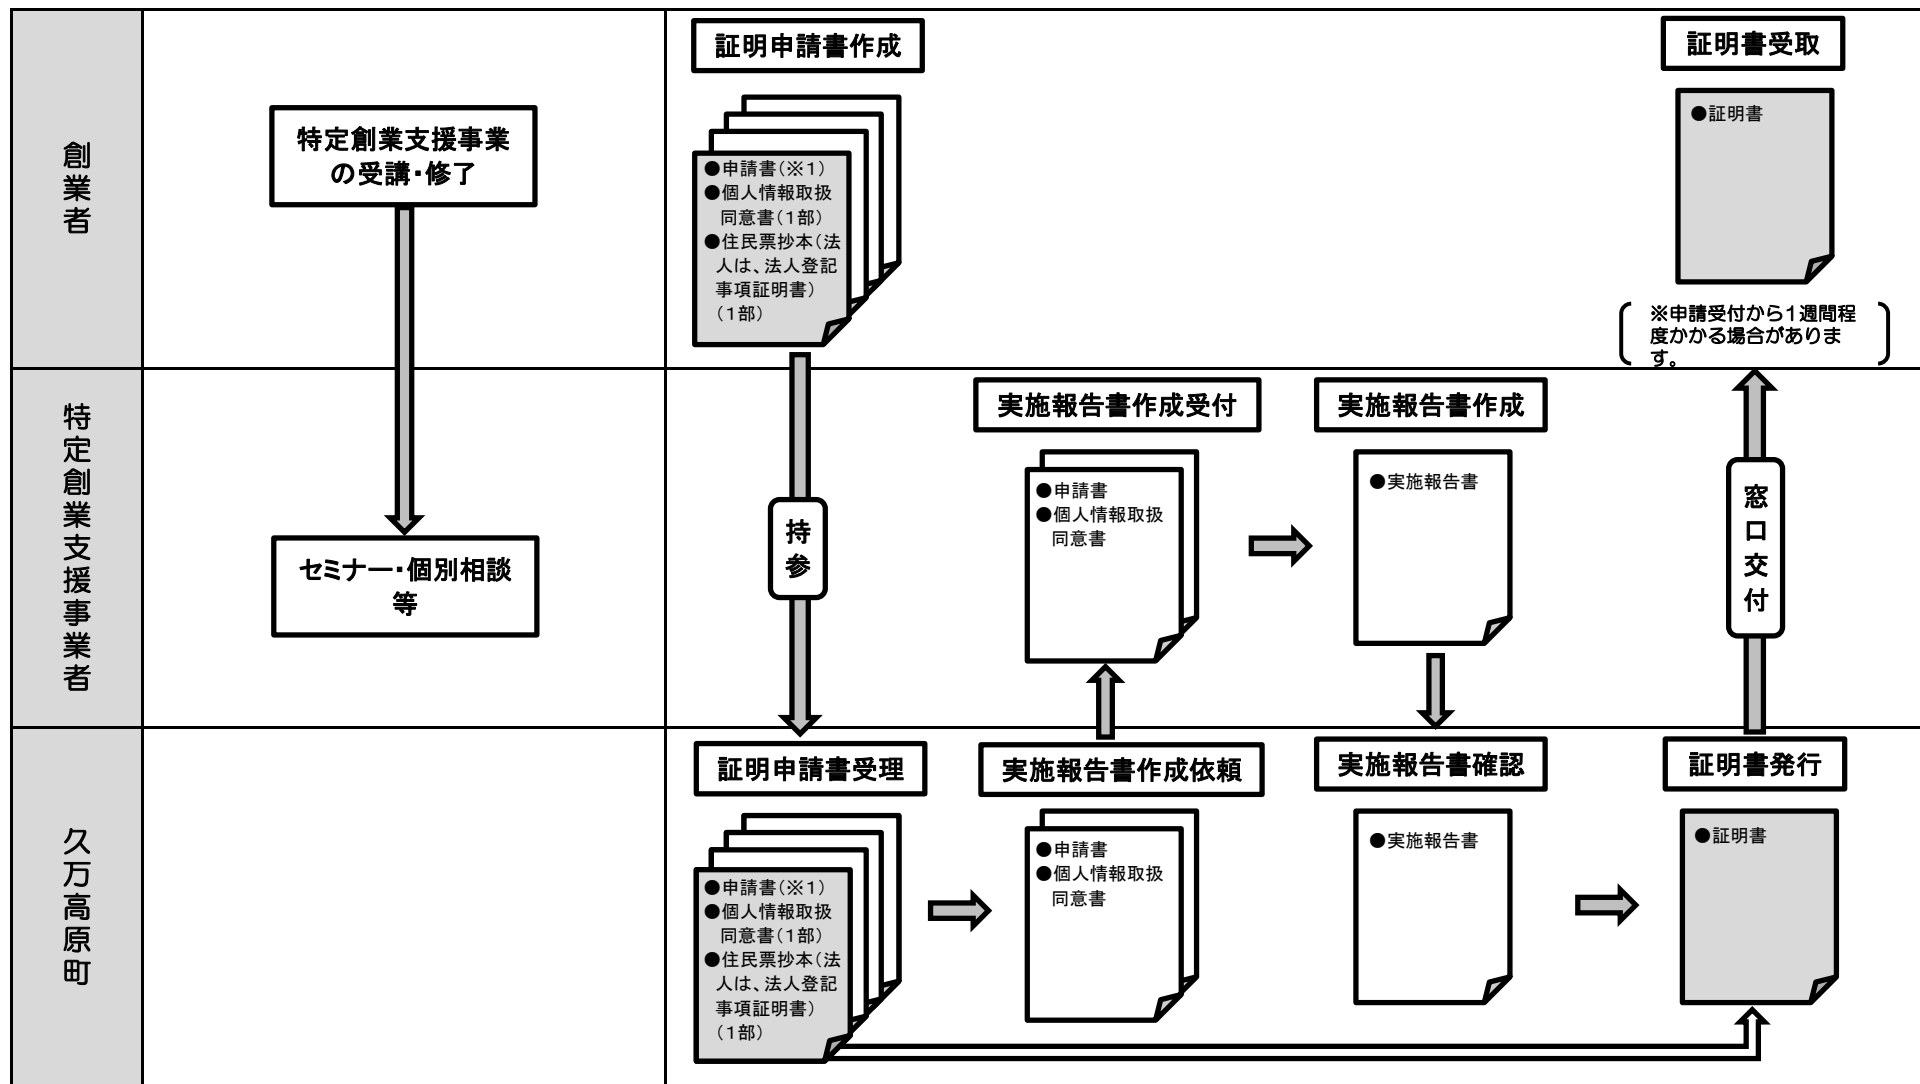 創業者
特定創業支援事業
の受講・修了
証明申請書作成
●申請書（※1）
●個人情報取扱
同意書（1部）
●住民票抄本（法
人は、法人登記
事項証明書）
（1部）
証明書受取
●証明書
※申請受付から1週間程
度かかる場合がありま
す。
特定創業支援事業者
セミナー・個別相談
等
持参
実施報告書作成受付
●申請書
●個人情報取扱
同意書
実施報告書作成
●実施報告書
窓口交付
久万高原町
証明申請書受理
●申請書（※1）
●個人情報取扱
同意書（1部）
●住民票抄本（法
人は、法人登記
事項証明書）
（1部）
実施報告書作成依頼
●申請書
●個人情報取扱
同意書
実施報告書確認
●実施報告書
証明書発行
●証明書